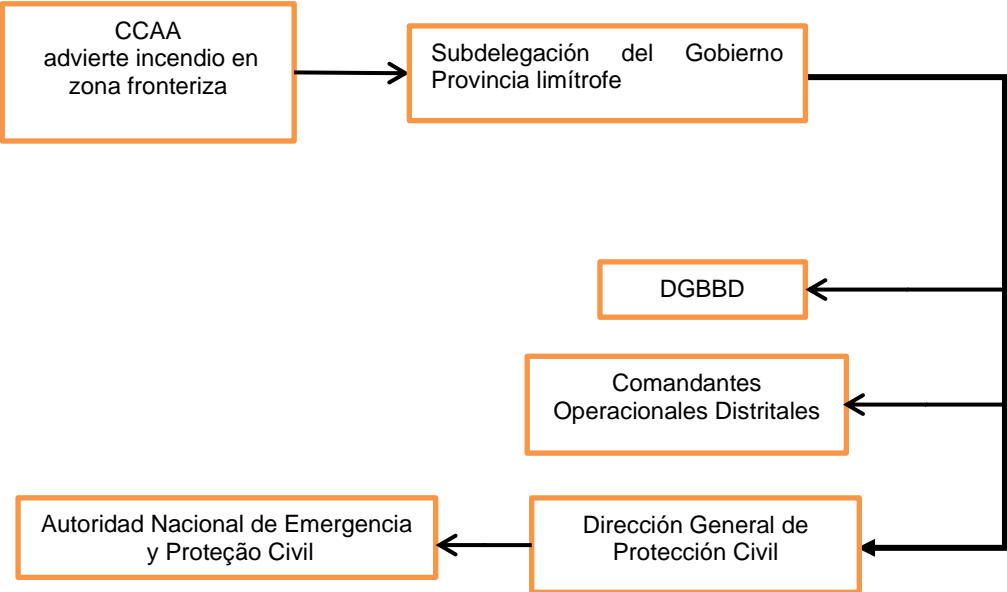 CCAA
advierte incendio en
zona fronteriza
Subdelegación del Gobierno
Provincia limítrofe
DGBBD
Comandantes
Operacionales Distritales
Autoridad Nacional de Emergencia
y Proteção Civil
Dirección General de
Protección Civil